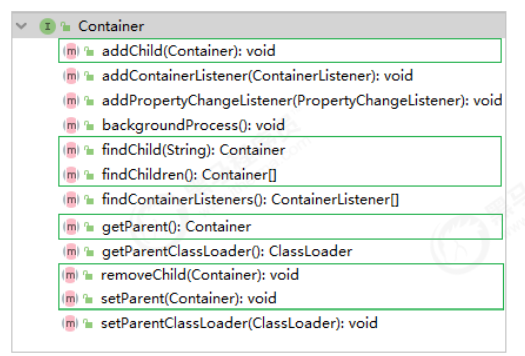 Container
addChild(Container): void
addContainerListener(ContainerListener): void
addPropertyChangeListener(PropertyChangeListener): void
backgroundProcess(): void
findChild(String): Container
findChildren(): Container[]
findContainerListeners(): ContainerListener[]
getParent(): Container
getParentClassLoader(): ClassLoader
removeChild(Container): void
setParent(Container): void
setParentClassLoader(ClassLoader): void